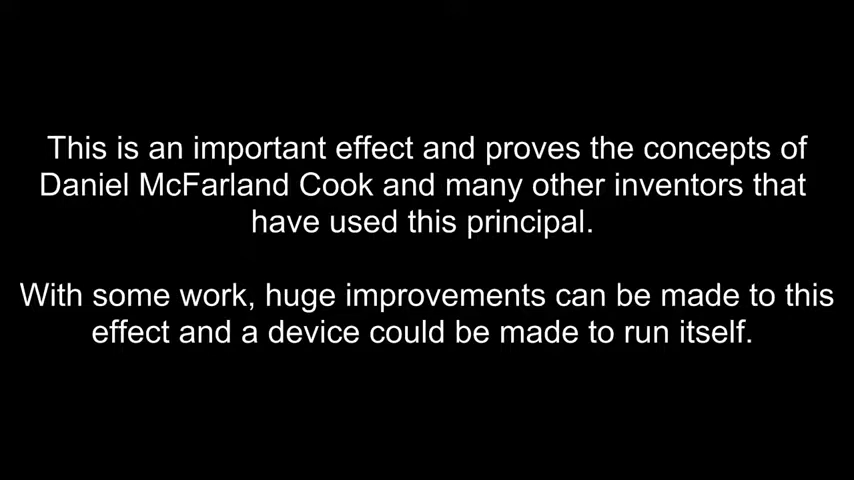 This is an important effect and proves the concepts of
Daniel McFarland Cook and many other inventors that
have used this principal.
With some work, huge improvements can be made to this
effect and a device could be made to run itself.